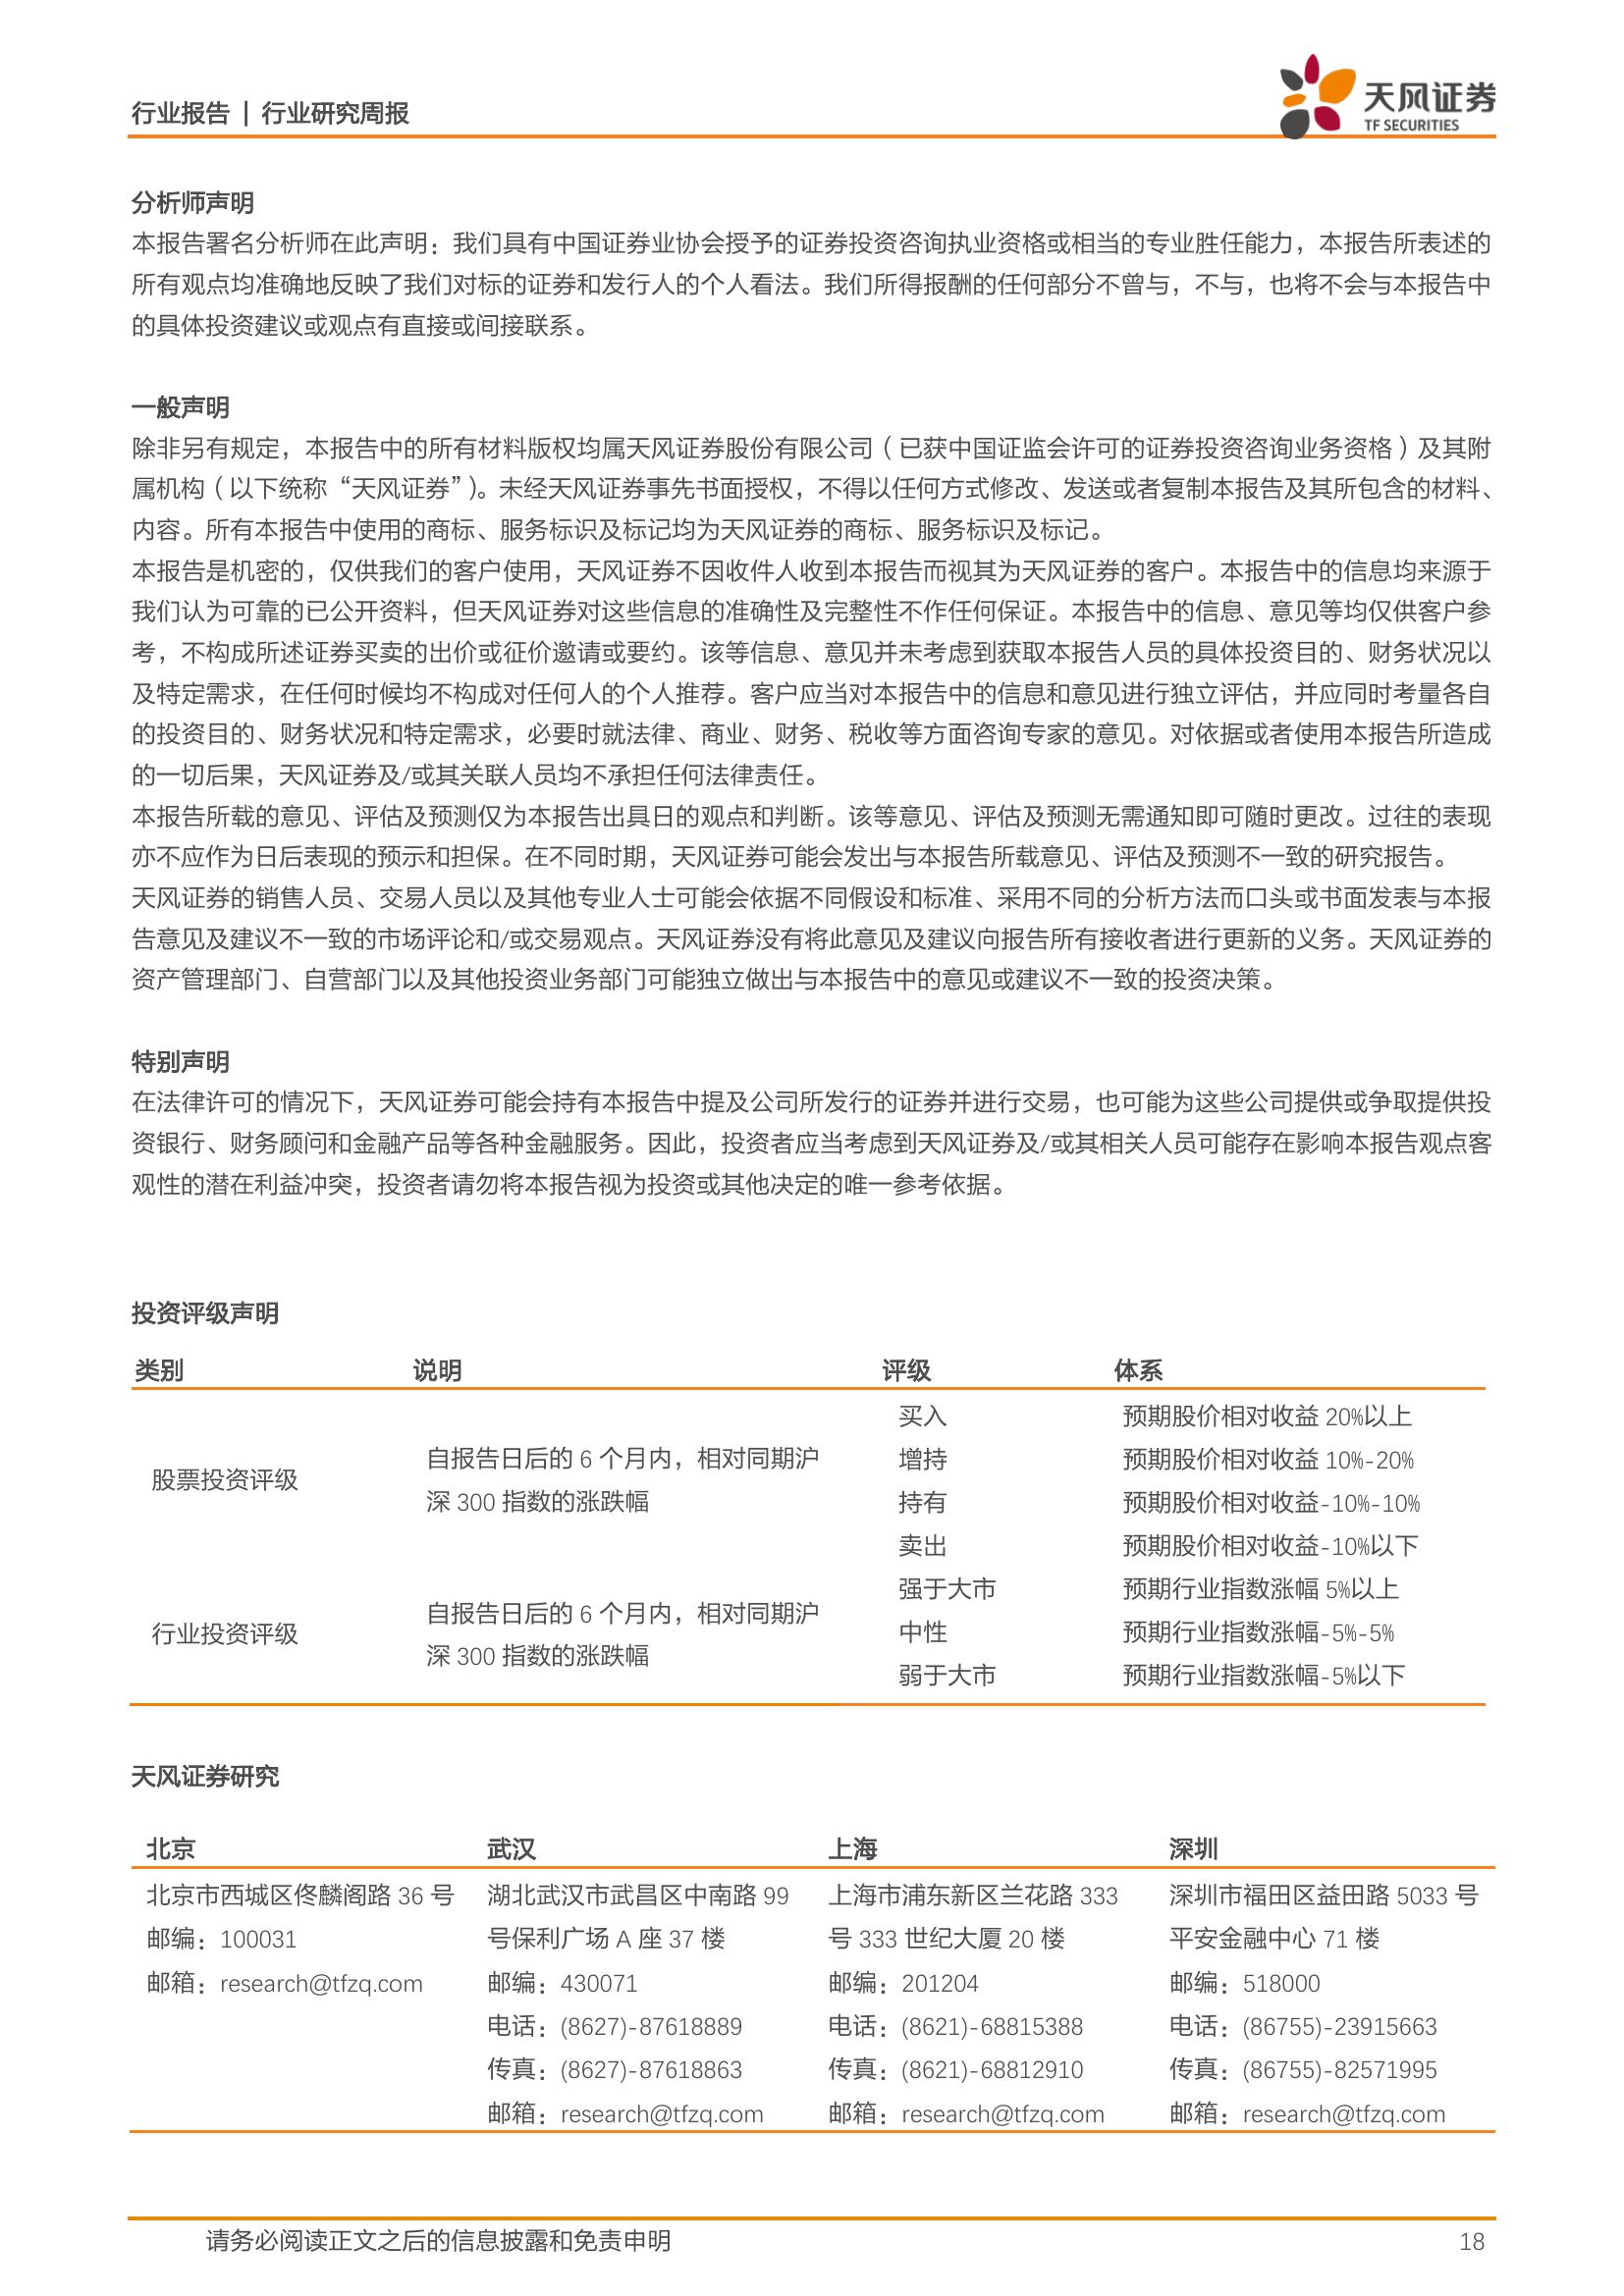 行业报告 | 行业研究周报
天风证券
TF SECURITIES
分析师声明
本报告署名分析师在此声明：我们具有中国证券业协会授予的证券投资咨询执业资格或相当的专业胜任能力，本报告所表述的
所有观点均准确地反映了我们对标的证券和发行人的个人看法。我们所得报酬的任何部分不曾与，不与，也将不会与本报告中
的具体投资建议或观点有直接或间接联系。
一般声明
除非另有规定，本报告中的所有材料版权均属天风证券股份有限公司（已获中国证监会许可的证券投资咨询业务资格）及其附
属机构（以下统称“天风证券”）。未经天风证券事先书面授权，不得以任何方式修改、发送或者复制本报告及其所包含的材料、
内容。所有本报告中使用的商标、服务标识及标记均为天风证券的商标、服务标识及标记。
本报告是机密的，仅供我们的客户使用，天风证券不因收件人收到本报告而视其为天风证券的客户。本报告中的信息均来源于
我们认为可靠的已公开资料，但天风证券对这些信息的准确性及完整性不作任何保证。本报告中的信息、意见等均仅供客户参
考，不构成所述证券买卖的出价或征价邀请或要约。该等信息、意见并未考虑到获取本报告人员的具体投资目的、财务状况以
及特定需求，在任何时候均不构成对任何人的个人推荐。客户应当对本报告中的信息和意见进行独立评估，并应同时考量各自
的投资目的、财务状况和特定需求，必要时就法律、商业、财务、税收等方面咨询专家的意见。对依据或者使用本报告所造成
的一切后果，天风证券及/或其关联人员均不承担任何法律责任。
本报告所载的意见、评估及预测仅为本报告出具日的观点和判断。该等意见、评估及预测无需通知即可随时更改。过往的表现
亦不应作为日后表现的预示和担保。在不同时期，天风证券可能会发出与本报告所载意见、评估及预测不一致的研究报告。
天风证券的销售人员、交易人员以及其他专业人士可能会依据不同假设和标准、采用不同的分析方法而口头或书面发表与本报
告意见及建议不一致的市场评论和/或交易观点。天风证券没有将此意见及建议向报告所有接收者进行更新的义务。天风证券的
资产管理部门、自营部门以及其他投资业务部门可能独立做出与本报告中的意见或建议不一致的投资决策。
特别声明
在法律许可的情况下，天风证券可能会持有本报告中提及公司所发行的证券并进行交易，也可能为这些公司提供或争取提供投
资银行、财务顾问和金融产品等各种金融服务。因此，投资者应当考虑到天风证券及/或其相关人员可能存在影响本报告观点客
观性的潜在利益冲突，投资者请勿将本报告视为投资或其他决定的唯一参考依据。
投资评级声明
类别 说明 评级 体系
股票投资评级
自报告日后的 6 个月内，相对同期沪
深 300 指数的涨跌幅
买入 预期股价相对收益 20%以上
增持 预期股价相对收益 10%-20%
持有 预期股价相对收益-10%-10%
卖出 预期股价相对收益-10%以下
行业投资评级
自报告日后的 6 个月内，相对同期沪
深 300 指数的涨跌幅
强于大市 预期行业指数涨幅 5%以上
中性 预期行业指数涨幅-5%-5%
弱于大市 预期行业指数涨幅-5%以下
天风证券研究
北京 武汉 上海 深圳
北京市西城区佟麟阁路 36 号 湖北武汉市武昌区中南路 99 上海市浦东新区兰花路 333 深圳市福田区益田路 5033 号
邮编：100031 号保利广场 A 座 37 楼 号 333 世纪大厦 20 楼 平安金融中心 71 楼
邮箱：research@tfzq.com 邮编：430071 邮编：201204 邮编：518000
电话：(8627)-87618889 电话：(8621)-68815388 电话：(86755)-23915663
传真：(8627)-87618863 传真：(8621)-68812910 传真：(86755)-82571995
邮箱：research@tfzq.com 邮箱：research@tfzq.com 邮箱：research@tfzq.com
请务必阅读正文之后的信息披露和免责申明 18